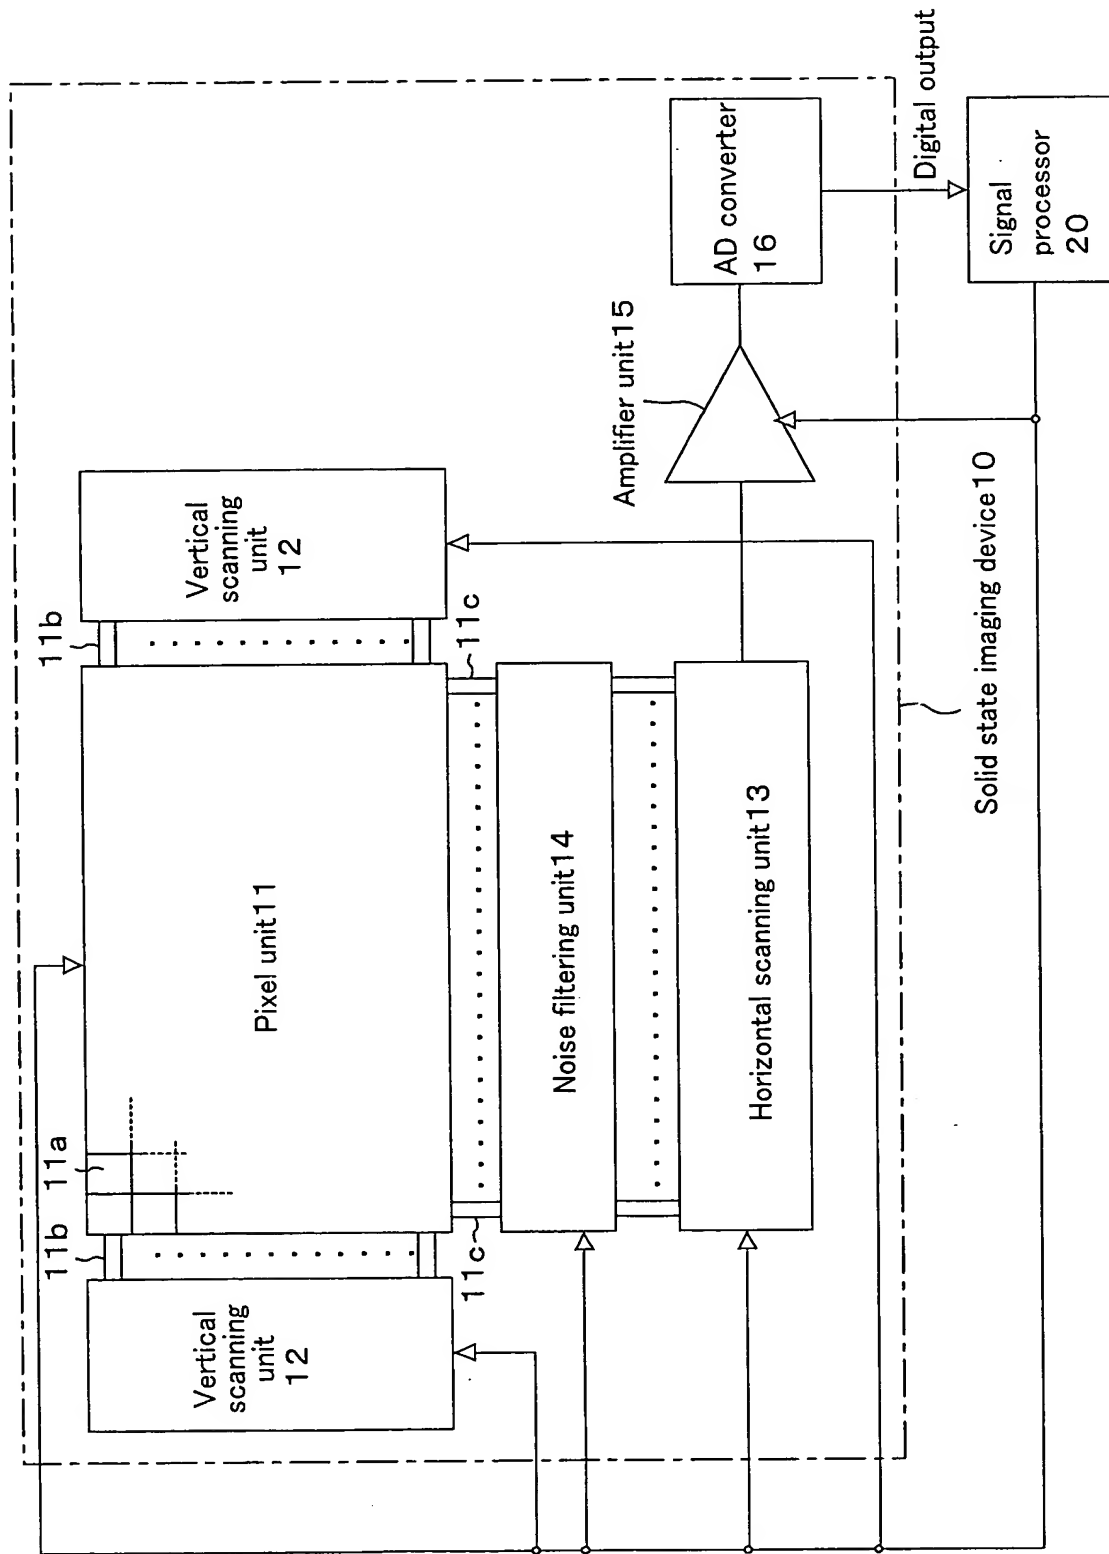 11b
11a
11b
Vertical
scanning
unit
12
Pixel unit11
Vertical
scanning
unit
12
11c
11c
Noise filtering unit14
Horizontal scanning unit13
Amplifier unit15
AD converter
16
Digital output
Signal
processor
20
Solid state imaging device10